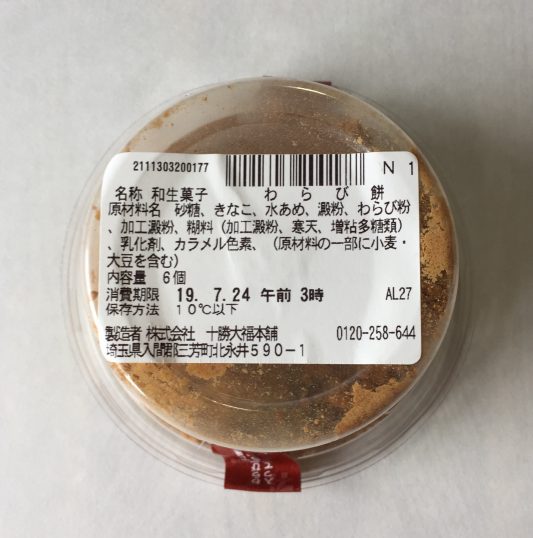 2111303200177
N 1
名称 和生菓子 わらび餅
原材料名 砂糖、きなこ、水あめ、澱粉、わらび粉
、加工澱粉、糊料（加工澱粉、寒天、増粘多糖類）
、乳化剤、カラメル色素、（原材料の一部に小麦・
大豆を含む）
内容量 6個
消費期限 19. 7.24 午前 3時 AL27
保存方法 10℃以下
製造者 株式会社 十勝大福本舗 0120-258-644
埼玉県入間郡三芳町北永井590-1